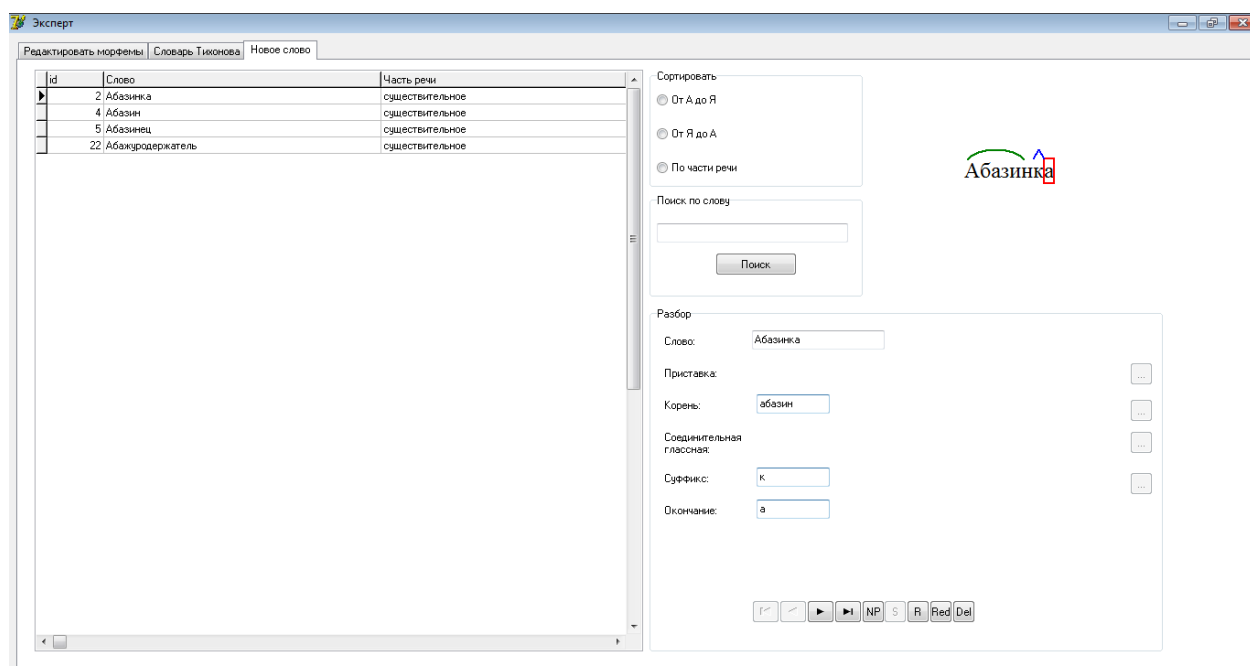 Эксперт
Редактировать морфемы Словарь Тихонова Новое слово
id Слово Часть речи
2 Абазинка существительное
4 Абазин существительное
5 Абазинец существительное
22 Абажуродержатель существительное
Сортировать
От А до Я
От Я до А
По части речи
Абазинка
Поиск по слову
Поиск
Разбор
Слово: Абазинка
Приставка: ...
Корень: абазин ...
Соединительная
гласная: ...
Суффикс: к ...
Окончание: а
NP S R Red Del